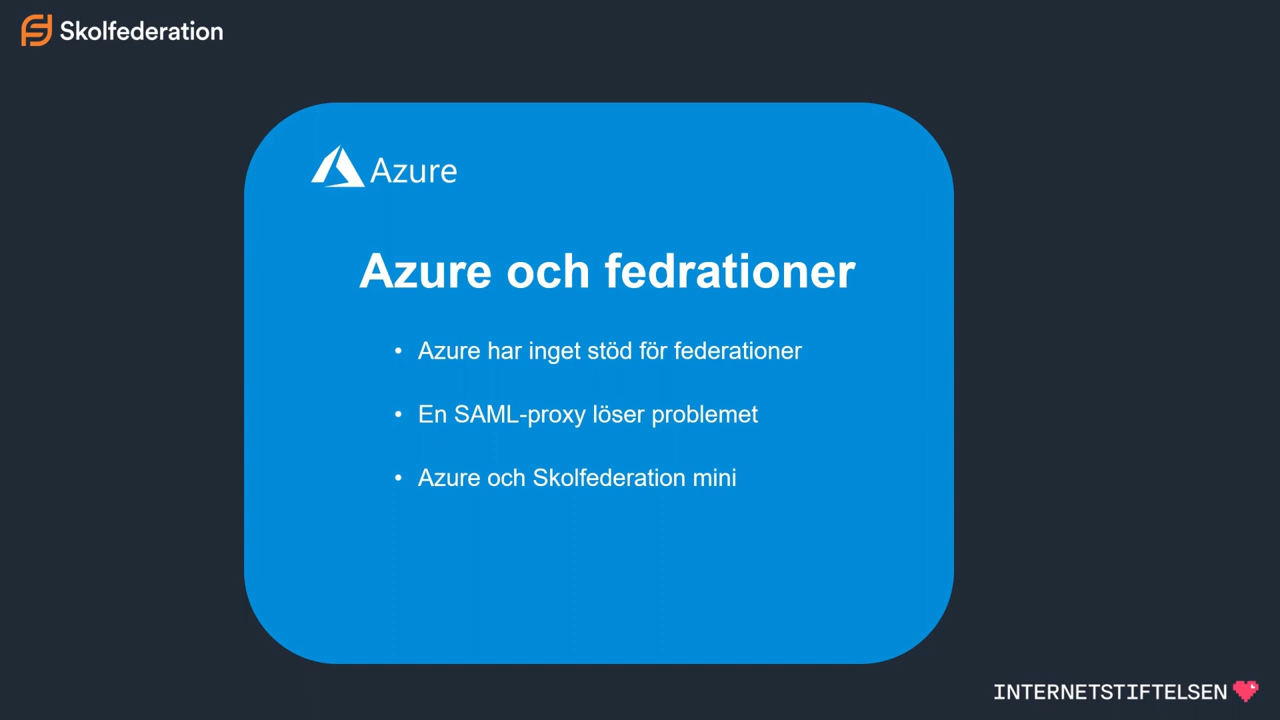 Skolfederation
Azure
Azure och fedrationer
• Azure har inget stöd för federationer
• En SAML-proxy löser problemet
• Azure och Skolfederation mini
INTERNETSTIFTELSEN